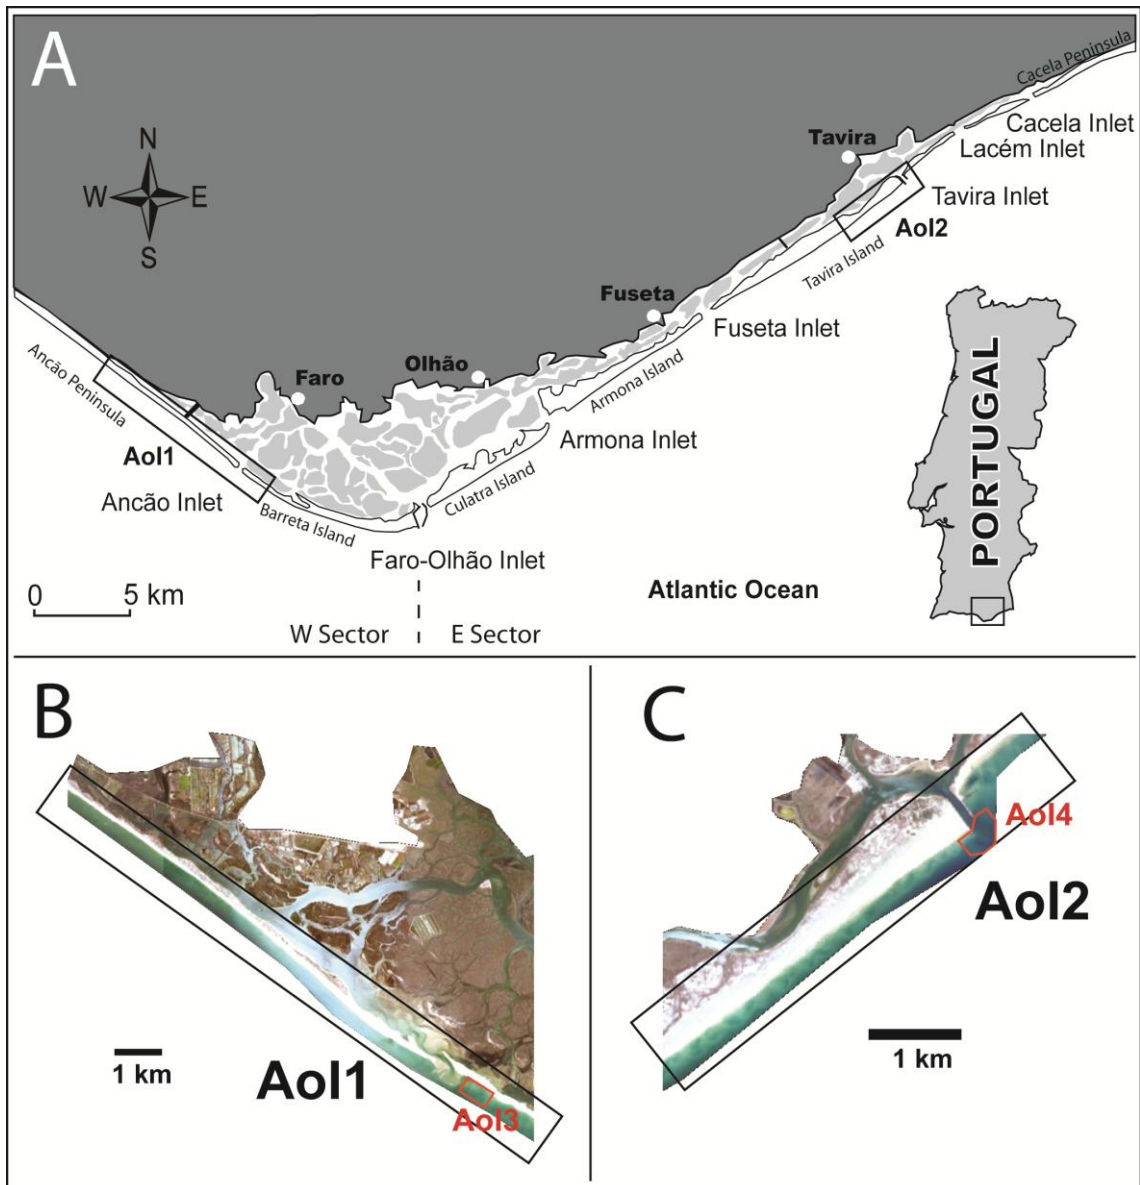 A
N
W E
S
Cacela Peninsula
Cacela Inlet
Lacém Inlet
Tavira
Tavira Inlet
AoI2
Tavira Island
Fuseta
Fuseta Inlet
Armona Island
Olhão
Faro
Armona Inlet
Ancão Peninsula
AoI1
Ancão Inlet
Barreta Island
Culatra Island
Faro-Olhão Inlet
Atlantic Ocean
PORTUGAL
0 5 km
W Sector E Sector
B
1 km
AoI1
AoI3
C
AoI4
AoI2
1 km